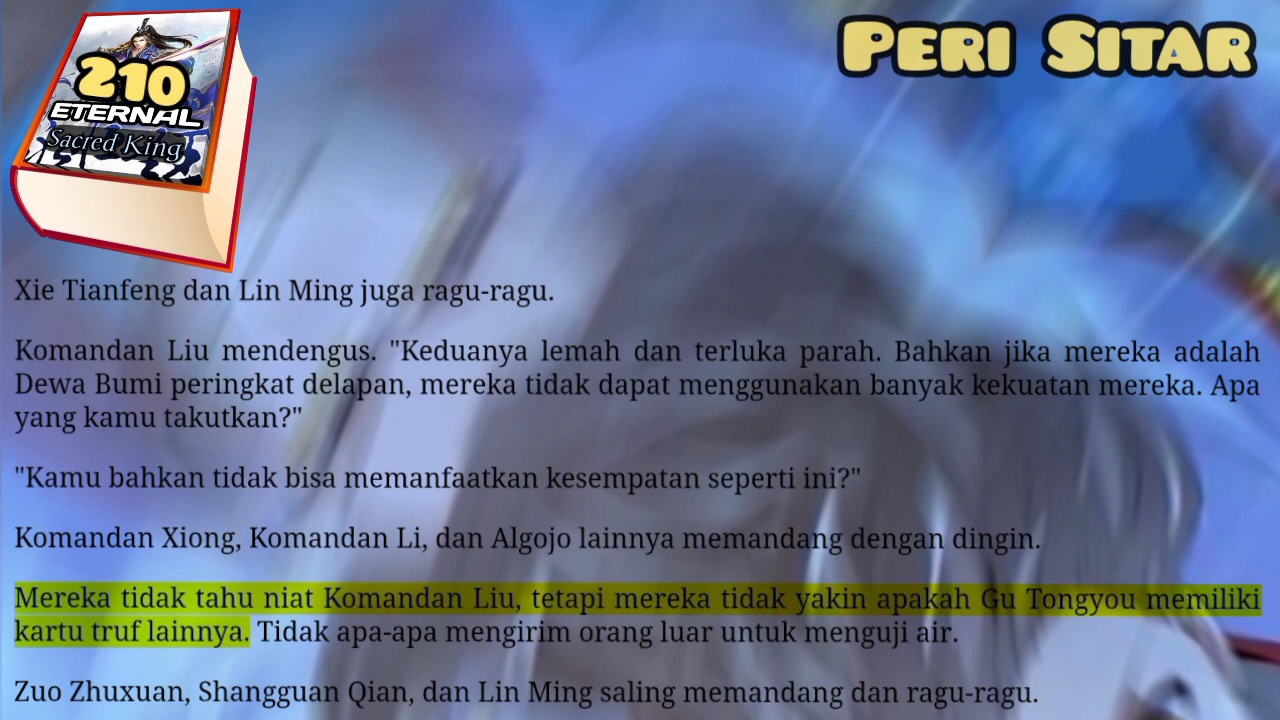 210
ETERNAL
Sacred King
PERI SITAR
Xie Tianfeng dan Lin Ming juga ragu-ragu.
Komandan Liu mendengus. "Keduanya lemah dan terluka parah. Bahkan jika mereka adalah
Dewa Bumi peringkat delapan, mereka tidak dapat menggunakan banyak kekuatan mereka. Apa
yang kamu takutkan?"
"Kamu bahkan tidak bisa memanfaatkan kesempatan seperti ini?"
Komandan Xiong, Komandan Li, dan Algojo lainnya memandang dengan dingin.
Mereka tidak tahu niat Komandan Liu, tetapi mereka tidak yakin apakah Gu Tongyou memiliki
kartu truf lainnya. Tidak apa-apa mengirim orang luar untuk menguji air.
Zuo Zhuxuan, Shangguan Qian, dan Lin Ming saling memandang dan ragu-ragu.